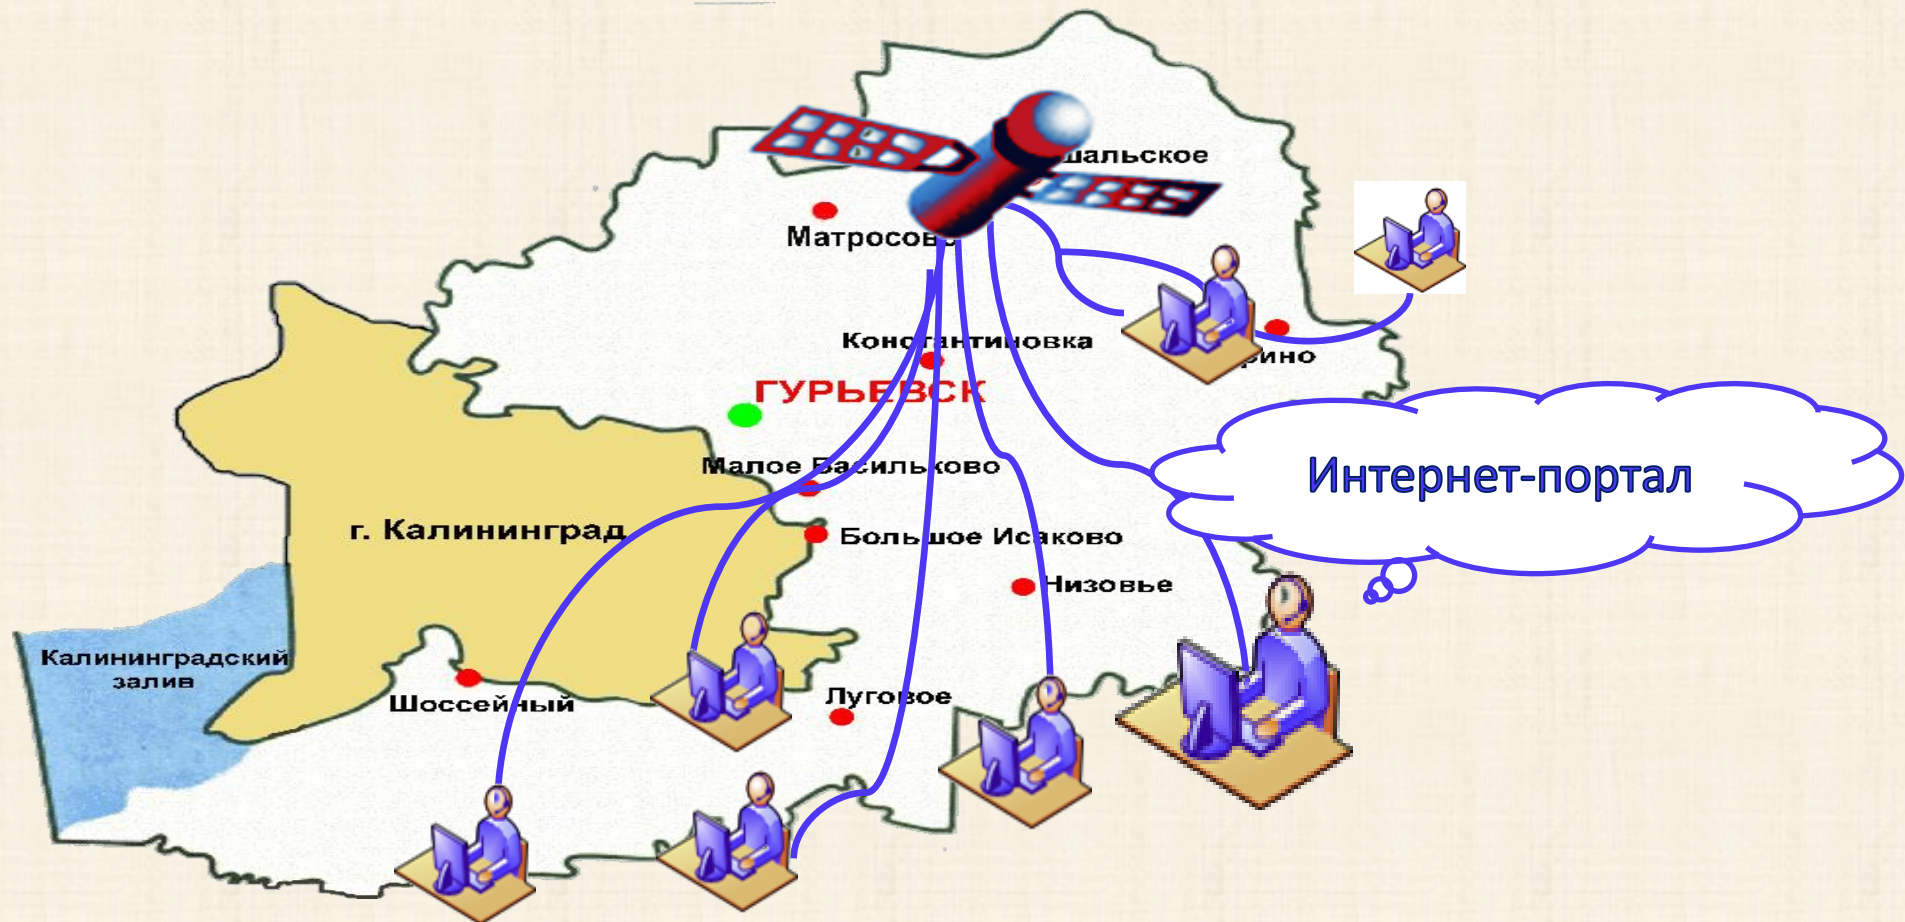 Матросово
Константиновка
ГУРЬЕВСК
Интернет-портал
Малое Васильково
г. Калининград
Большое Исаково
Низовье
Калининградский
залив
Шоссейный
Луговое